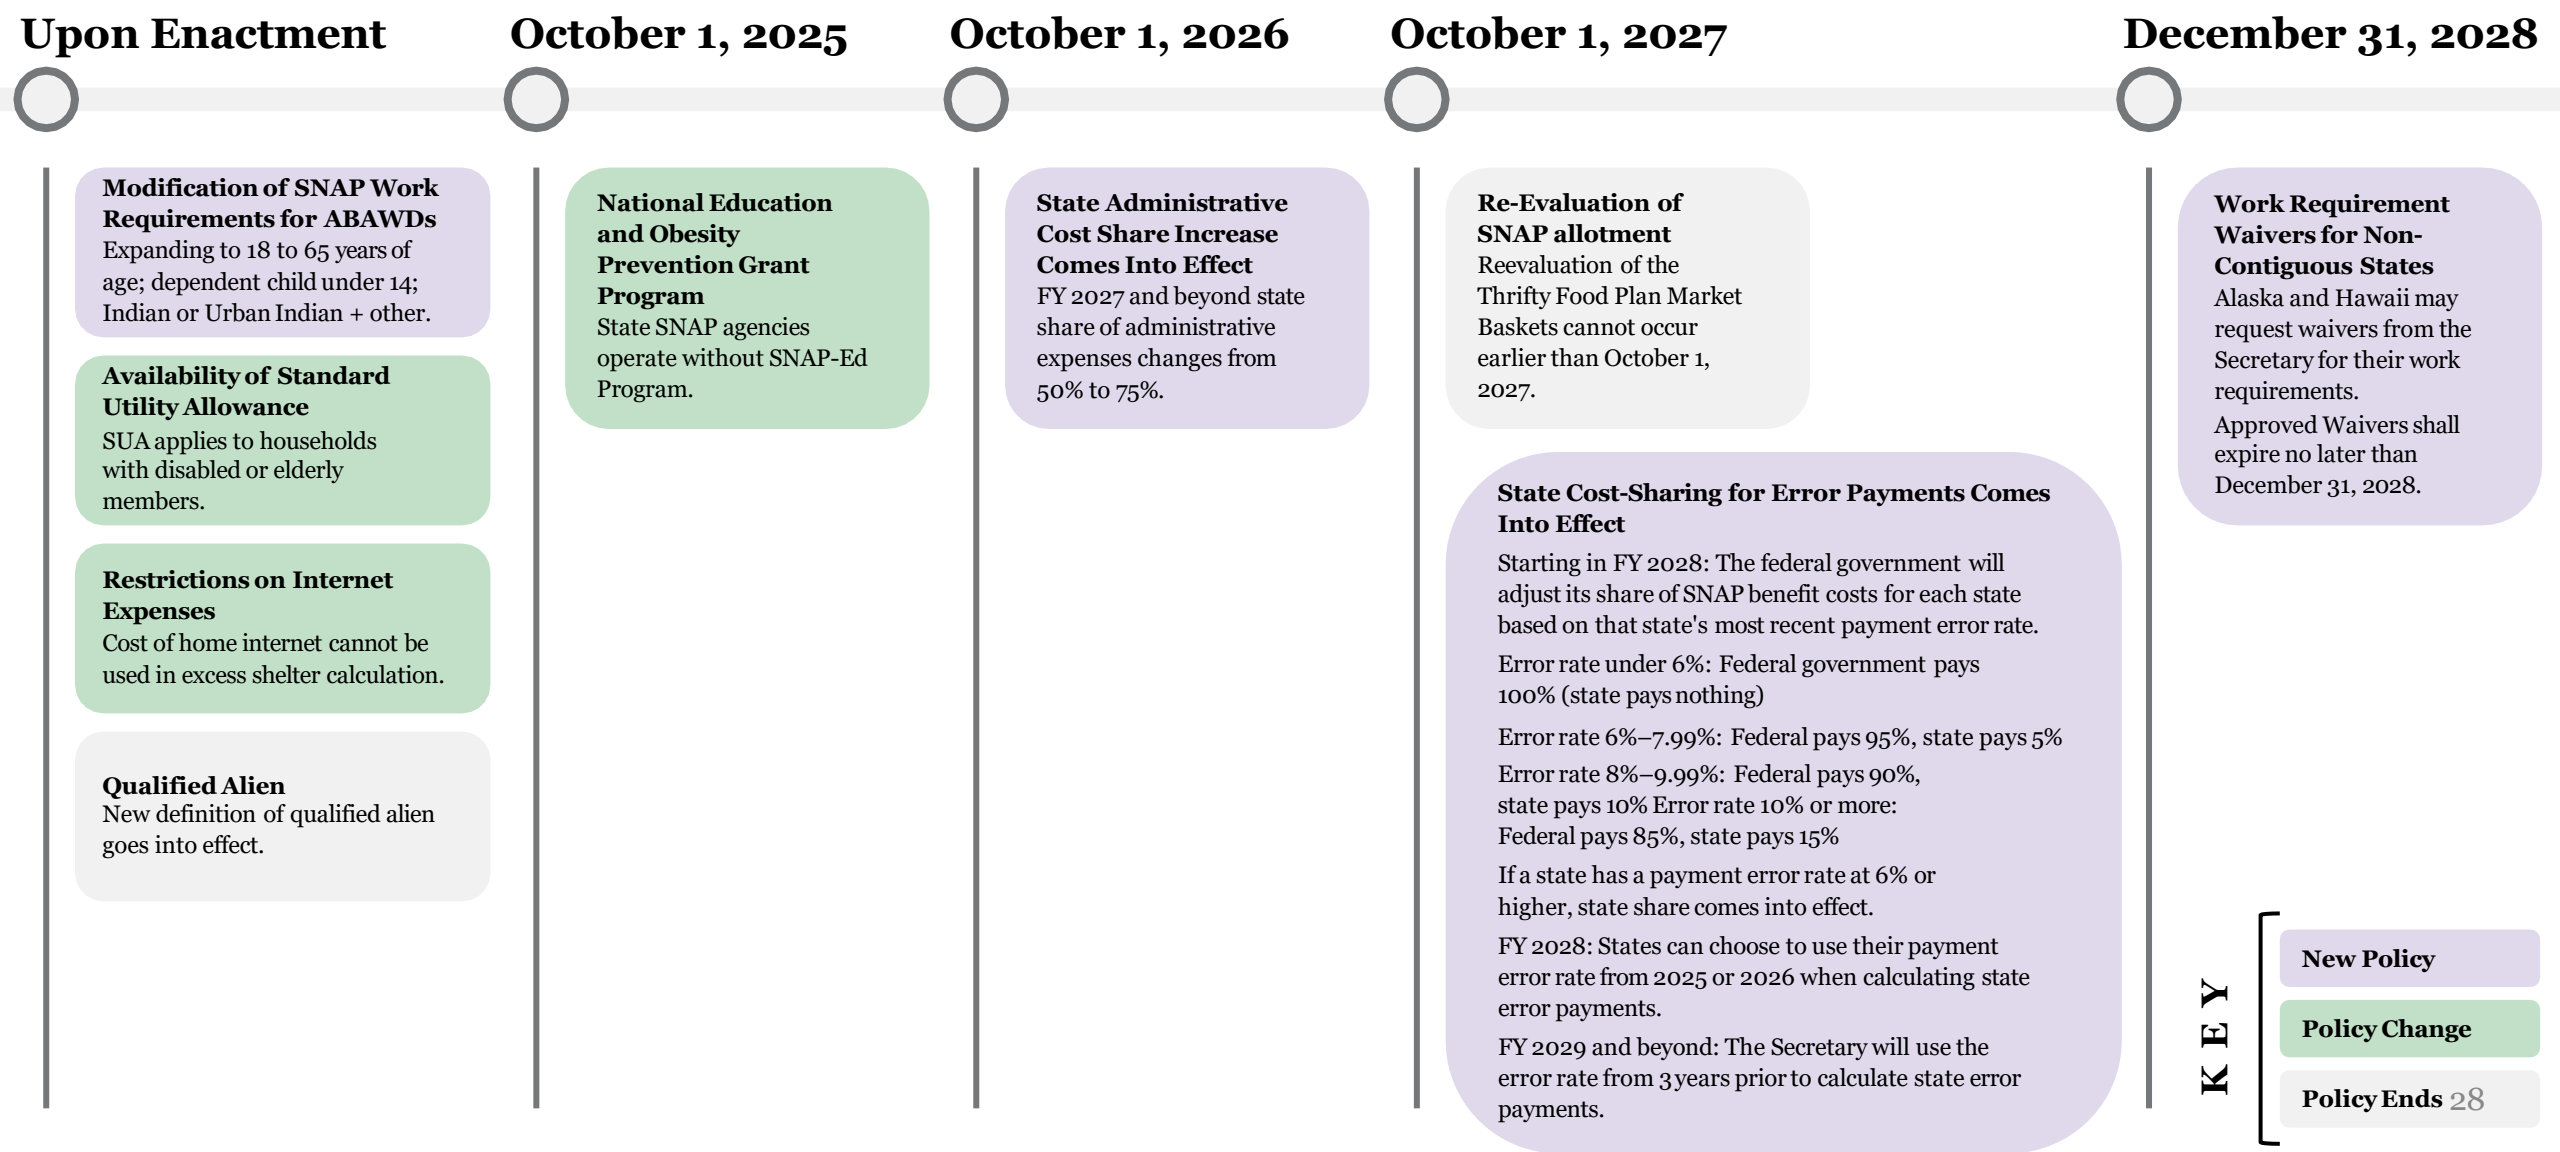 Upon Enactment
October 1, 2025
October 1, 2026
October 1, 2027
December 31, 2028
Modification of SNAP Work
Requirements for ABAWDs
Expanding to 18 to 65 years of
age; dependent child under 14;
Indian or Urban Indian + other.
Availability of Standard
Utility Allowance
SUA applies to households
with disabled or elderly
members.
Restrictions on Internet
Expenses
Cost of home internet cannot be
used in excess shelter calculation.
Qualified Alien
New definition of qualified alien
goes into effect.
National Education
and Obesity
Prevention Grant
Program
State SNAP agencies
operate without SNAP-Ed
Program.
State Administrative
Cost Share Increase
Comes Into Effect
FY 2027 and beyond state
share of administrative
expenses changes from
50% to 75%.
Re-Evaluation of
SNAP allotment
Reevaluation of the
Thrifty Food Plan Market
Baskets cannot occur
earlier than October 1,
2027.
State Cost-Sharing for Error Payments Comes
Into Effect
Starting in FY 2028: The federal government will
adjust its share of SNAP benefit costs for each state
based on that state's most recent payment error rate.
Error rate under 6%: Federal government pays
100% (state pays nothing)
Error rate 6%–7.99%: Federal pays 95%, state pays 5%
Error rate 8%–9.99%: Federal pays 90%,
state pays 10% Error rate 10% or more:
Federal pays 85%, state pays 15%
If a state has a payment error rate at 6% or
higher, state share comes into effect.
FY 2028: States can choose to use their payment
error rate from 2025 or 2026 when calculating state
error payments.
FY 2029 and beyond: The Secretary will use the
error rate from 3 years prior to calculate state error
payments.
Work Requirement
Waivers for Non-
Contiguous States
Alaska and Hawaii may
request waivers from the
Secretary for their work
requirements.
Approved Waivers shall
expire no later than
December 31, 2028.
KEY
New Policy
Policy Change
Policy Ends 28